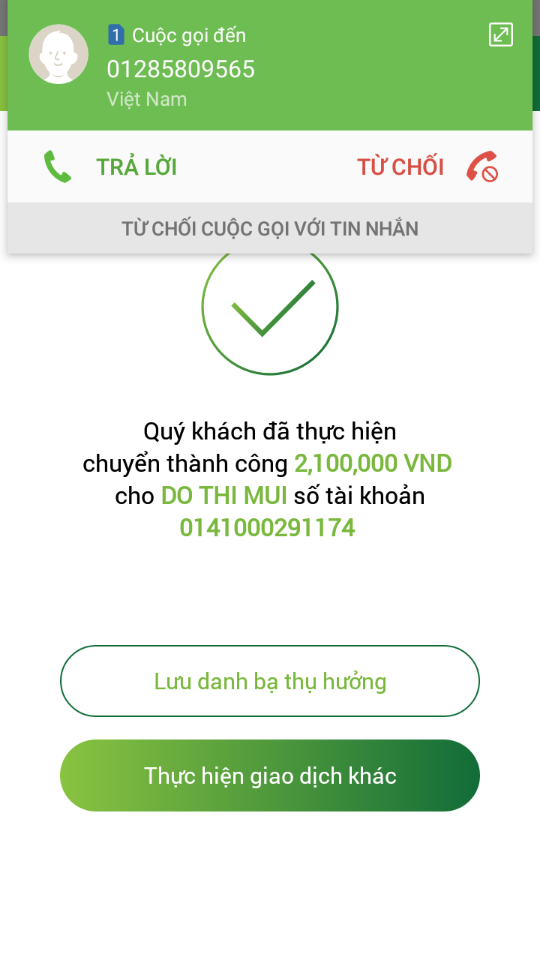 1 Cuộc gọi đến
01285809565
Việt Nam
TRẢ LỜI
TỪ CHỐI
TỪ CHỐI CUỘC GỌI VỚI TIN NHẮN
Quý khách đã thực hiện
chuyển thành công 2,100,000 VND
cho DO THI MUI số tài khoản
0141000291174
Lưu danh bạ thụ hưởng
Thực hiện giao dịch khác